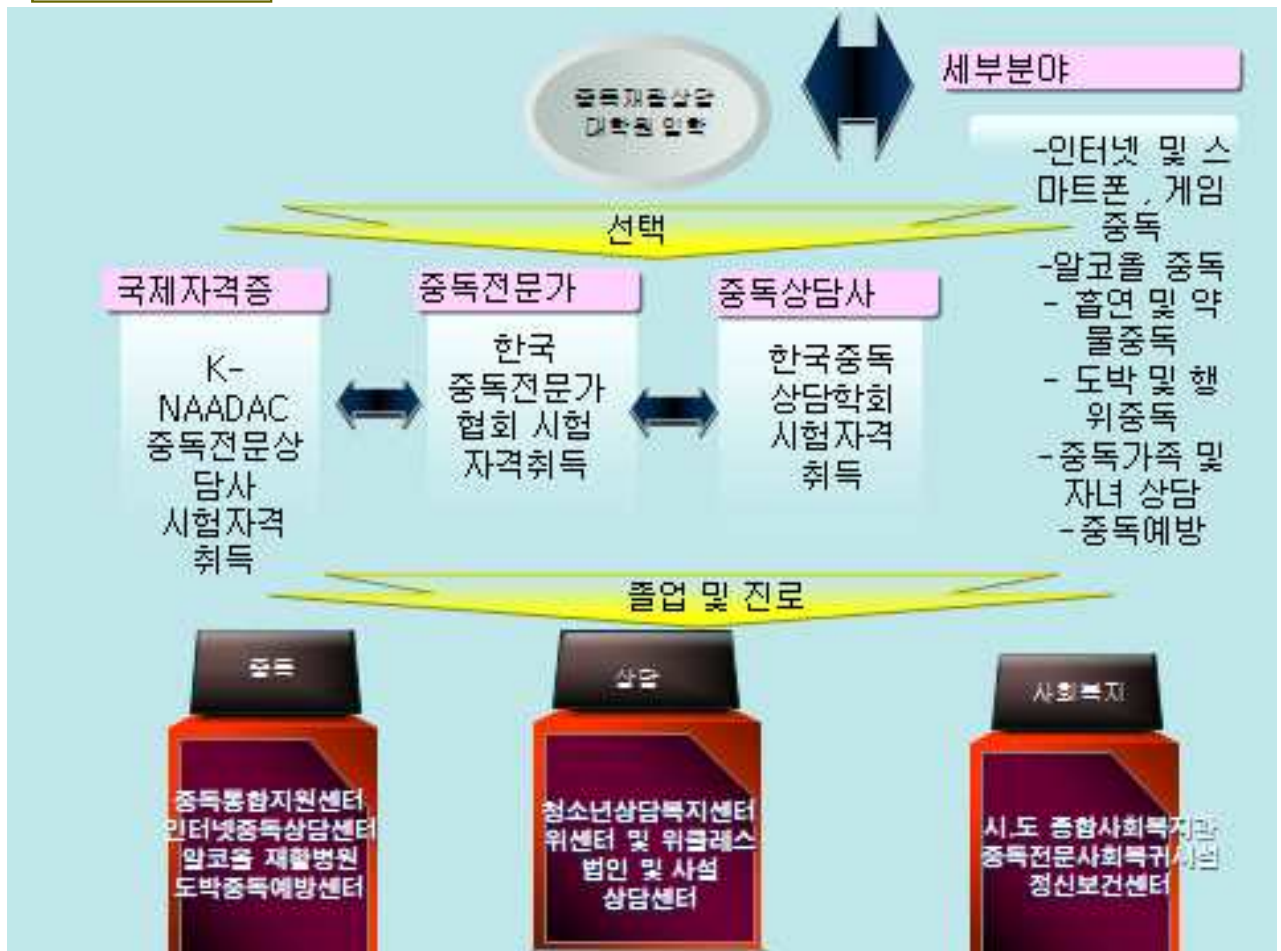 중독재활상담
대학원 입학
세부분야
-인터넷 및 스
마트폰 , 게임
중독
-알코올 중독
- 흡연 및 약
물중독
- 도박 및 행
위중독
-중독가족 및
자녀 상담
-중독예방
선택
국제자격증
K-
NAADAC
중독전문상
담사
시험자격
취득
중독전문가
한국
중독전문가
협회 시험
자격취득
중독상담사
한국중독
상담학회
시험자격
취득
졸업 및 진로
중독
중독통합지원센터
인터넷중독상담센터
알코올 재활병원
도박중독예방센터
상담
청소년상담복지센터
위센터 및 위클래스
법인 및 사설
상담센터
사회복지
시.도 종합사회복지관
중독전문사회복귀시설
정신보건센터